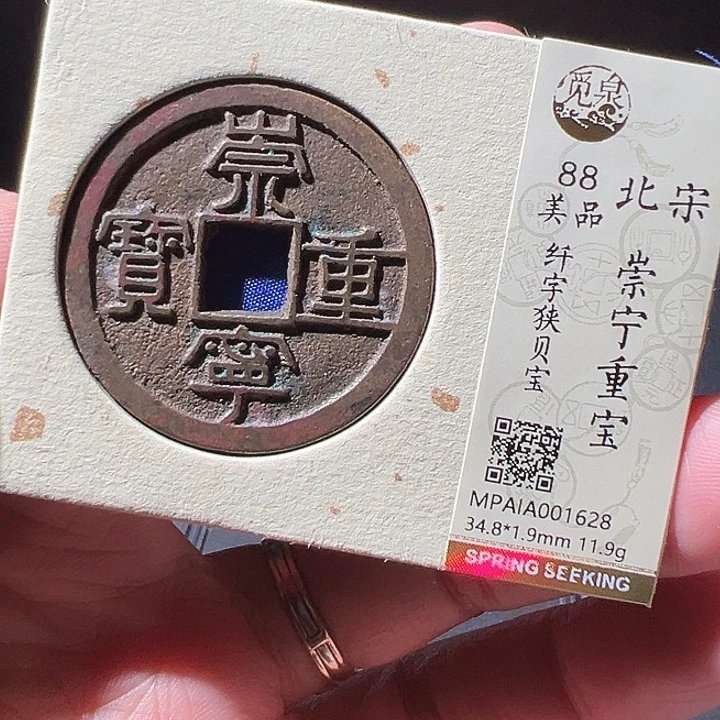 崇
重
寧
寶
觅泉
88
美品
北宋
崇宁重宝
纤字狭贝宝
MPAIA001628
34.8*1.9mm 11.9g
SPRING SEEKING